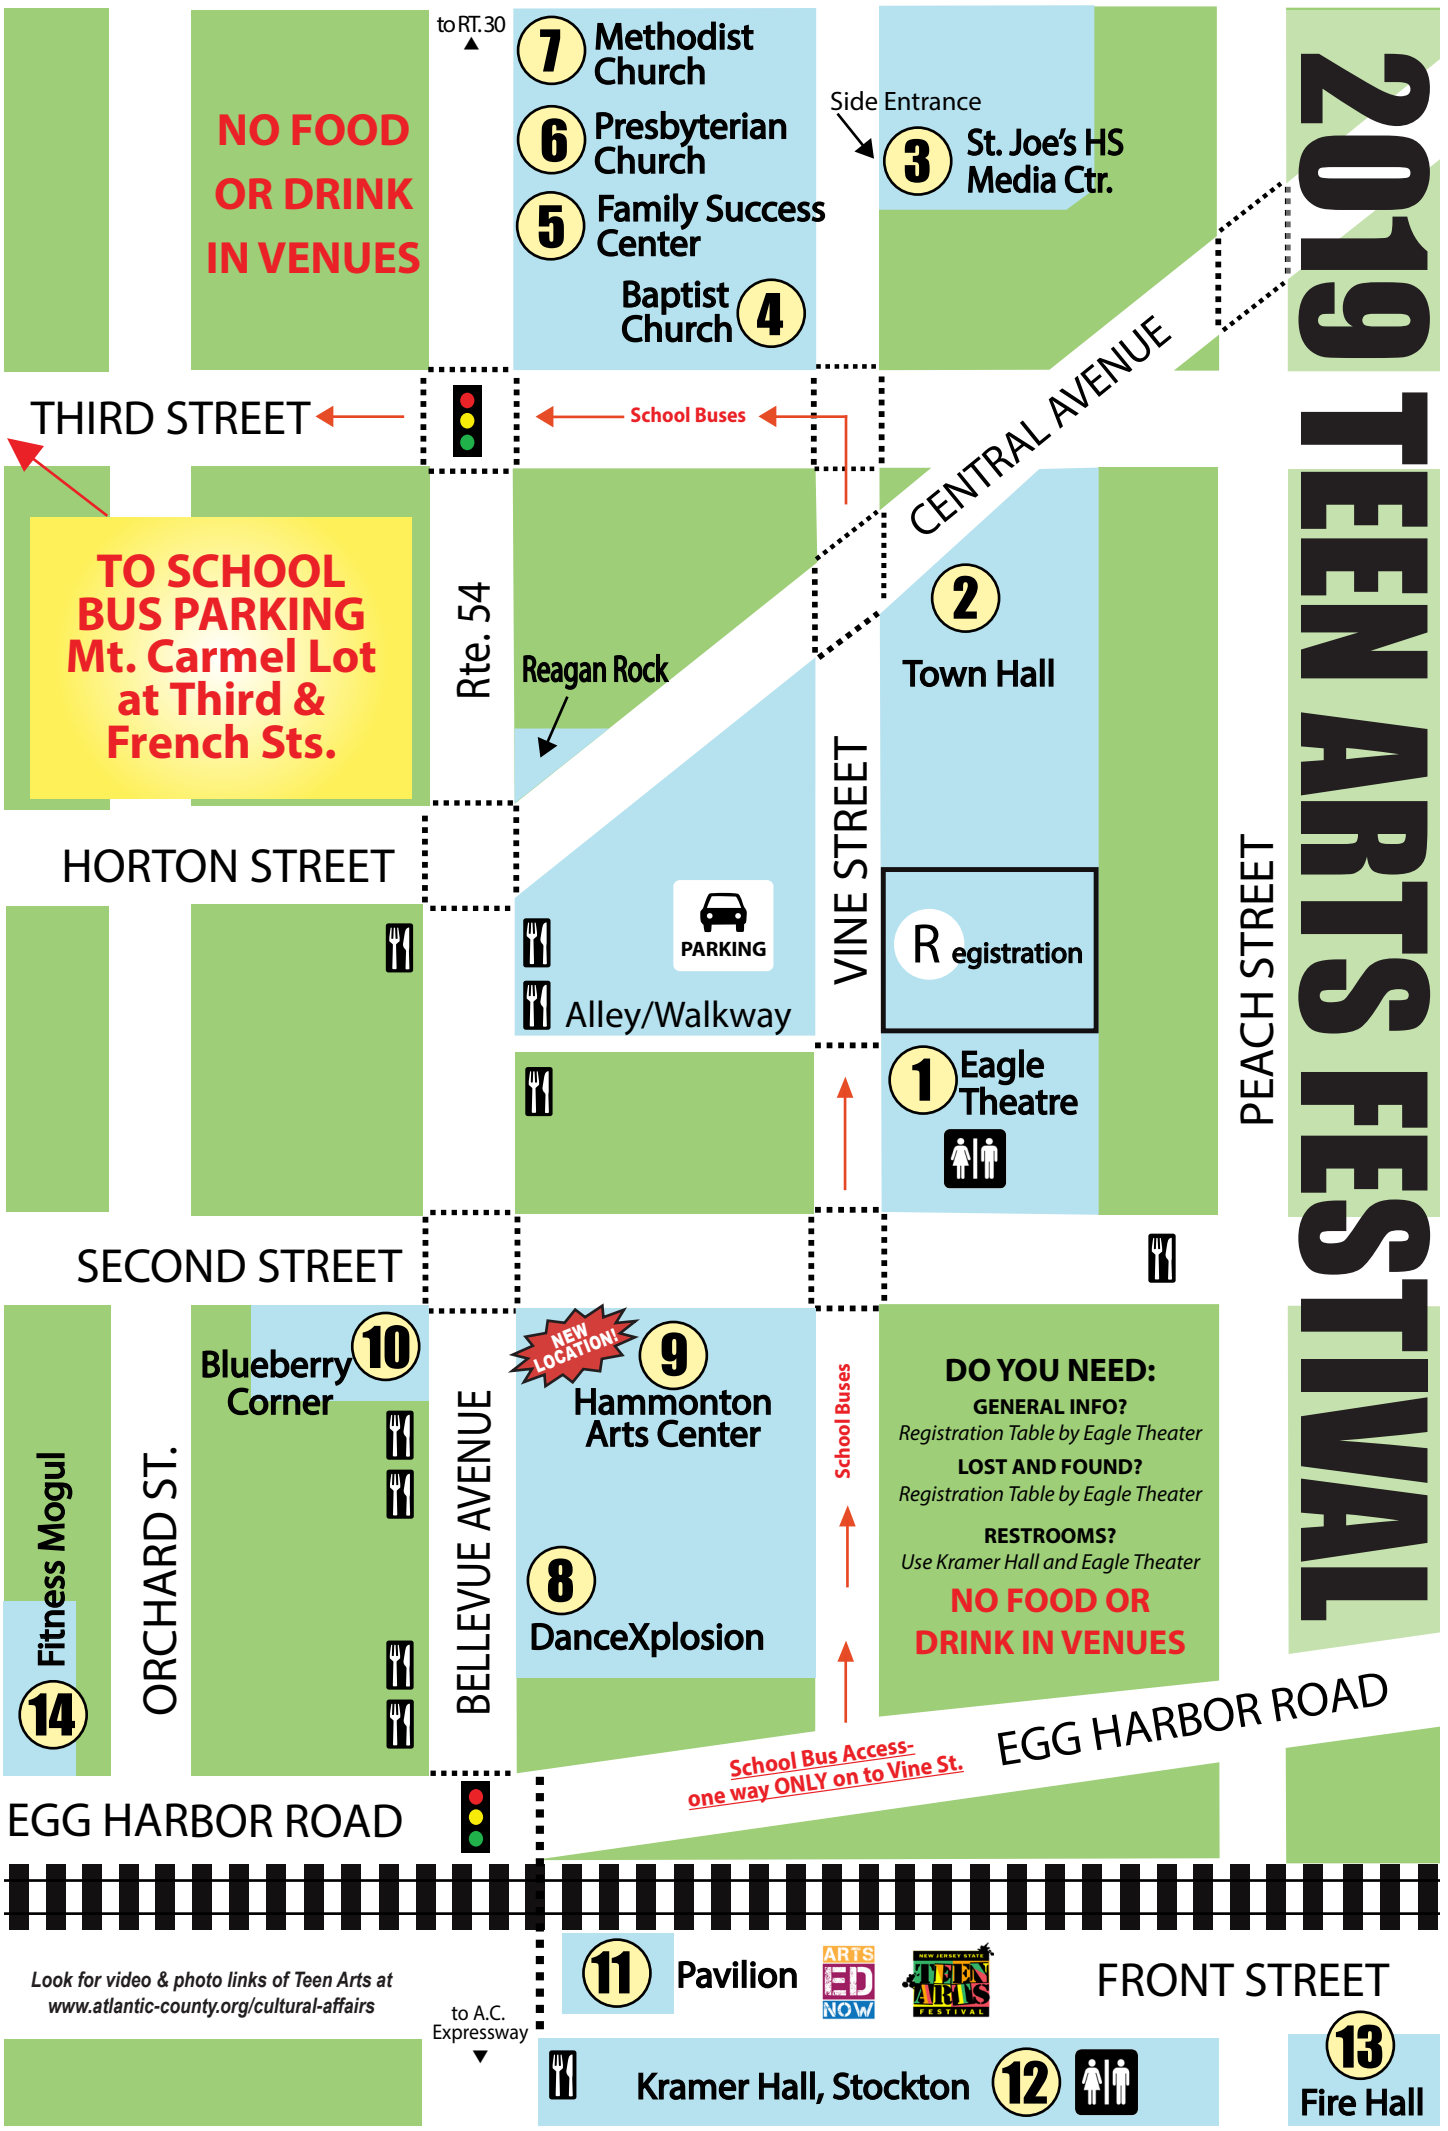 to RT. 30
7
Methodist
Church
6
Presbyterian
Church
5
Family Success
Center
Baptist
Church
4
Side Entrance
3
St. Joe's HS
Media Ctr.
NO FOOD
OR DRINK
IN VENUES
2019 TEEN ARTS FESTIVAL
THIRD STREET
School Buses
CENTRAL AVENUE
TO SCHOOL
BUS PARKING
Mt. Carmel Lot
at Third &
French Sts.
Rte. 54
Reagan Rock
2
Town Hall
HORTON STREET
VINE STREET
PARKING
Alley/Walkway
Registration
PEACH STREET
1
Eagle
Theatre
SECOND STREET
10
Blueberry
Corner
NEW
LOCATION!
9
Hammonton
Arts Center
8
DanceXplosion
School Buses
DO YOU NEED:
GENERAL INFO?
Registration Table by Eagle Theater
LOST AND FOUND?
Registration Table by Eagle Theater
RESTROOMS?
Use Kramer Hall and Eagle Theater
NO FOOD OR
DRINK IN VENUES
Fitness Mogul
14
ORCHARD ST.
BELLEVUE AVENUE
School Bus Access-
one way ONLY on to Vine St.
EGG HARBOR ROAD
EGG HARBOR ROAD
Look for video & photo links of Teen Arts at
www.atlantic-county.org/cultural-affairs
to A.C.
Expressway
11
Pavilion
ARTS
ED
NOW
NEW JERSEY STATE
TEEN
ARTS
FESTIVAL
FRONT STREET
Kramer Hall, Stockton
12
13
Fire Hall